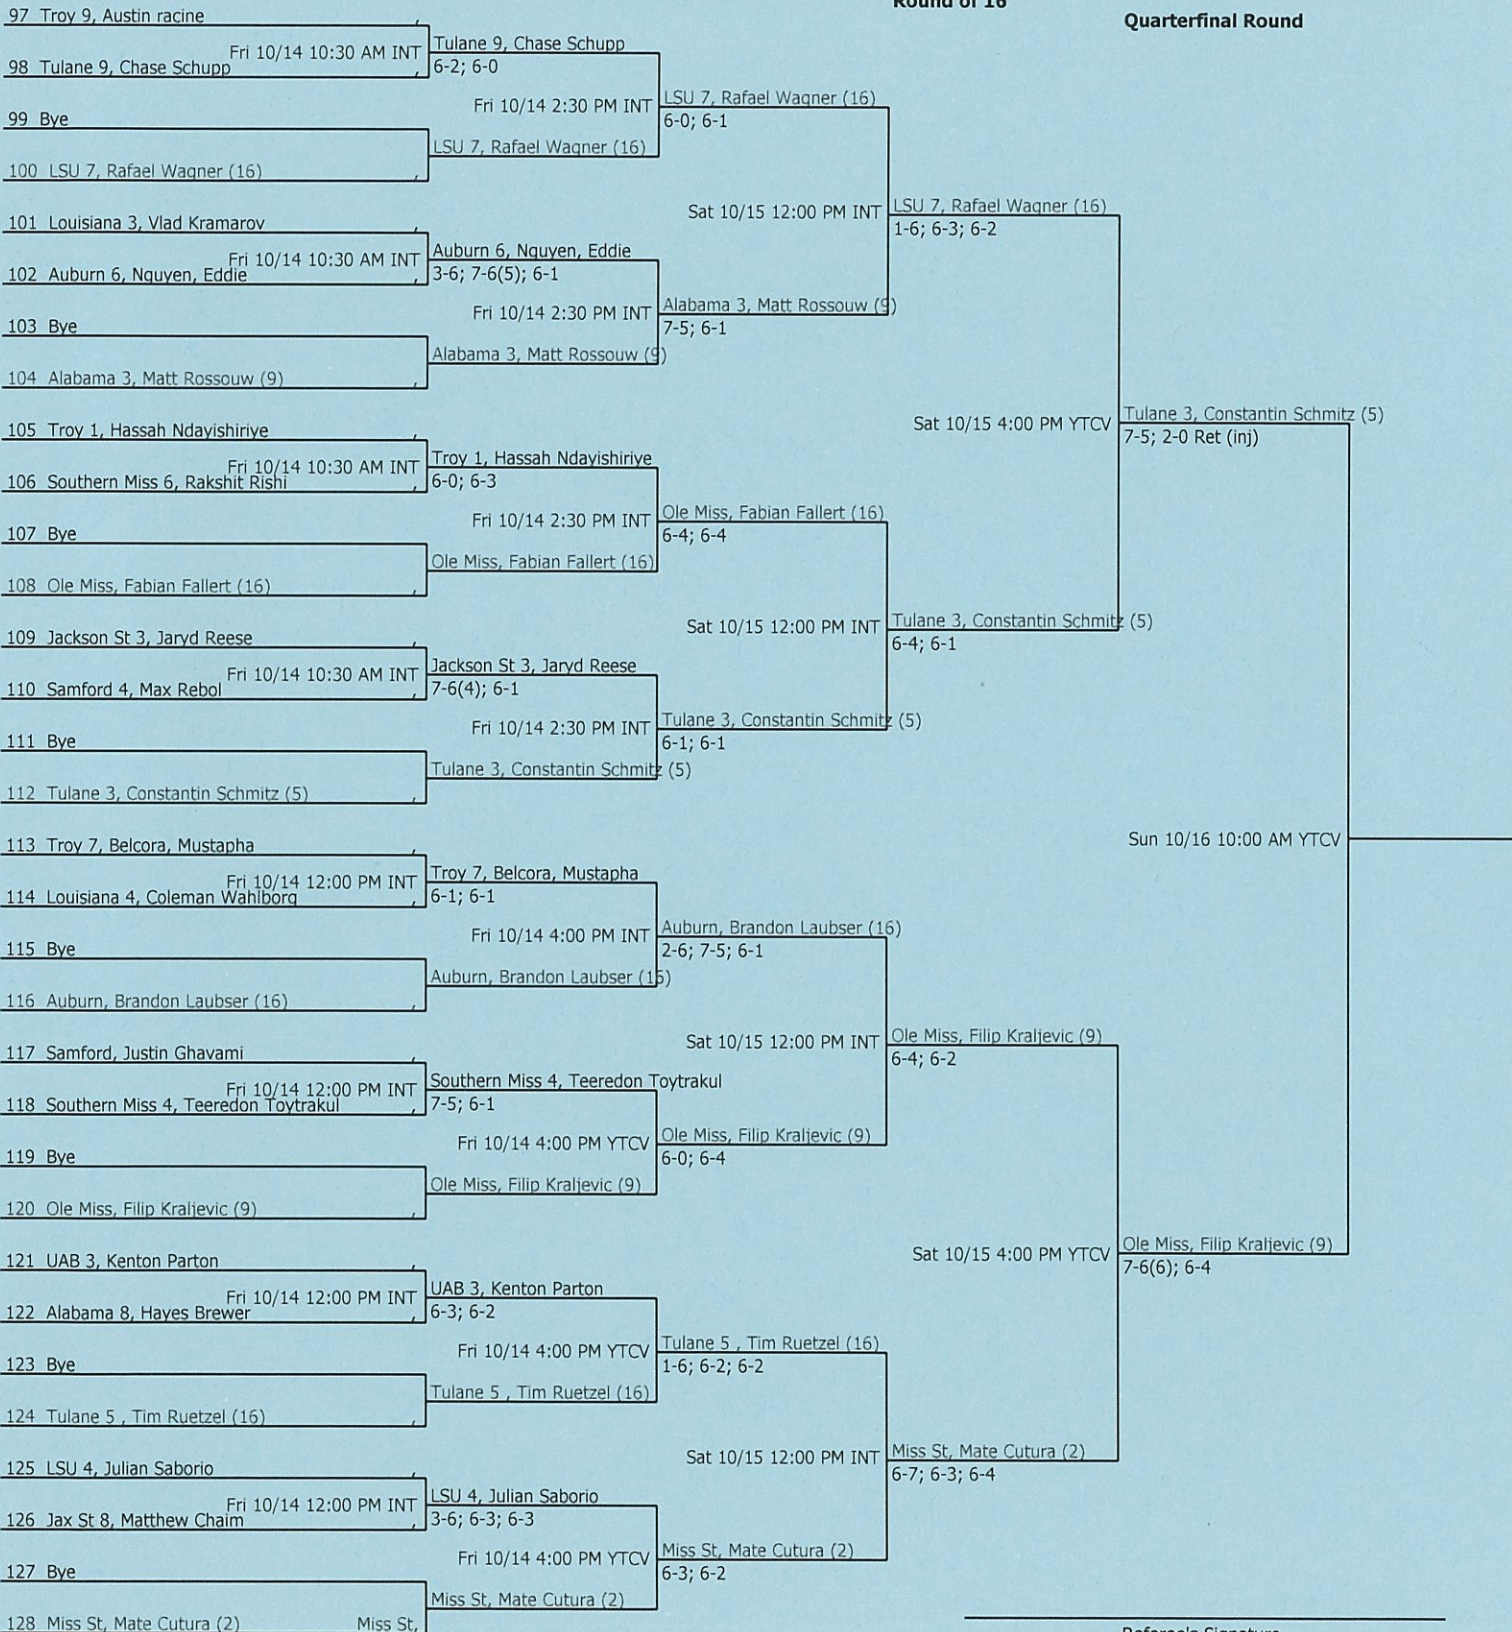 Round of 16
Quarterfinal Round
97 Troy 9, Austin racine ,
Fri 10/14 10:30 AM INT
98 Tulane 9, Chase Schupp ,
Tulane 9, Chase Schupp
6-2; 6-0
Fri 10/14 2:30 PM INT
99 Bye
LSU 7, Rafael Wagner (16)
100 LSU 7, Rafael Wagner (16) ,
LSU 7, Rafael Wagner (16)
6-0; 6-1
Sat 10/15 12:00 PM INT
101 Louisiana 3, Vlad Kramarov ,
Fri 10/14 10:30 AM INT
102 Auburn 6, Nguyen, Eddie ,
Auburn 6, Nguyen, Eddie
3-6; 7-6(5); 6-1
Fri 10/14 2:30 PM INT
103 Bye
Alabama 3, Matt Rossouw (9)
104 Alabama 3, Matt Rossouw (9) ,
Alabama 3, Matt Rossouw (9)
7-5; 6-1
LSU 7, Rafael Wagner (16)
1-6; 6-3; 6-2
Sat 10/15 4:00 PM YTCV
105 Troy 1, Hassah Ndayishiriye ,
Fri 10/14 10:30 AM INT
106 Southern Miss 6, Rakshit Rishi ,
Troy 1, Hassah Ndayishiriye
6-0; 6-3
Fri 10/14 2:30 PM INT
107 Bye
Ole Miss, Fabian Fallert (16)
108 Ole Miss, Fabian Fallert (16) ,
Ole Miss, Fabian Fallert (16)
6-4; 6-4
Sat 10/15 12:00 PM INT
109 Jackson St 3, Jaryd Reese ,
Fri 10/14 10:30 AM INT
110 Samford 4, Max Rebol ,
Jackson St 3, Jaryd Reese
7-6(4); 6-1
Fri 10/14 2:30 PM INT
111 Bye
Tulane 3, Constantin Schmitz (5)
112 Tulane 3, Constantin Schmitz (5) ,
Tulane 3, Constantin Schmitz (5)
6-1; 6-1
Tulane 3, Constantin Schmitz (5)
6-4; 6-1
Tulane 3, Constantin Schmitz (5)
7-5; 2-0 Ret (inj)
Sun 10/16 10:00 AM YTCV
113 Troy 7, Belcora, Mustapha ,
Fri 10/14 12:00 PM INT
114 Louisiana 4, Coleman Wahlborg ,
Troy 7, Belcora, Mustapha
6-1; 6-1
Fri 10/14 4:00 PM INT
115 Bye
Auburn, Brandon Laubser (16)
116 Auburn, Brandon Laubser (16) ,
Auburn, Brandon Laubser (16)
2-6; 7-5; 6-1
Sat 10/15 12:00 PM INT
117 Samford, Justin Ghavami ,
Fri 10/14 12:00 PM INT
118 Southern Miss 4, Teeredon Toytrakul ,
Southern Miss 4, Teeredon Toytrakul
7-5; 6-1
Fri 10/14 4:00 PM YTCV
119 Bye
Ole Miss, Filip Kraljevic (9)
120 Ole Miss, Filip Kraljevic (9) ,
Ole Miss, Filip Kraljevic (9)
6-0; 6-4
Ole Miss, Filip Kraljevic (9)
6-4; 6-2
Sat 10/15 4:00 PM YTCV
121 UAB 3, Kenton Parton ,
Fri 10/14 12:00 PM INT
122 Alabama 8, Hayes Brewer ,
UAB 3, Kenton Parton
6-3; 6-2
Fri 10/14 4:00 PM YTCV
123 Bye
Tulane 5 , Tim Ruetzel (16)
124 Tulane 5 , Tim Ruetzel (16) ,
Tulane 5 , Tim Ruetzel (16)
1-6; 6-2; 6-2
Sat 10/15 12:00 PM INT
125 LSU 4, Julian Saborio ,
Fri 10/14 12:00 PM INT
126 Jax St 8, Matthew Chaim ,
LSU 4, Julian Saborio
3-6; 6-3; 6-3
Fri 10/14 4:00 PM YTCV
127 Bye
Miss St, Mate Cutura (2)
128 Miss St, Mate Cutura (2) Miss St,
Miss St, Mate Cutura (2)
6-3; 6-2
Miss St, Mate Cutura (2)
6-7; 6-3; 6-4
Ole Miss, Filip Kraljevic (9)
7-6(6); 6-4
Referee's Signature